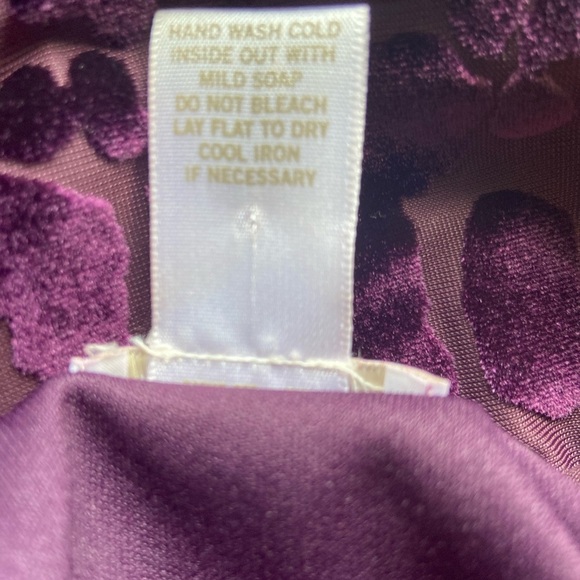 HAND WASH COLD
INSIDE OUT WITH
MILD SOAP
DO NOT BLEACH
LAY FLAT TO DRY
COOL IRON
IF NECESSARY